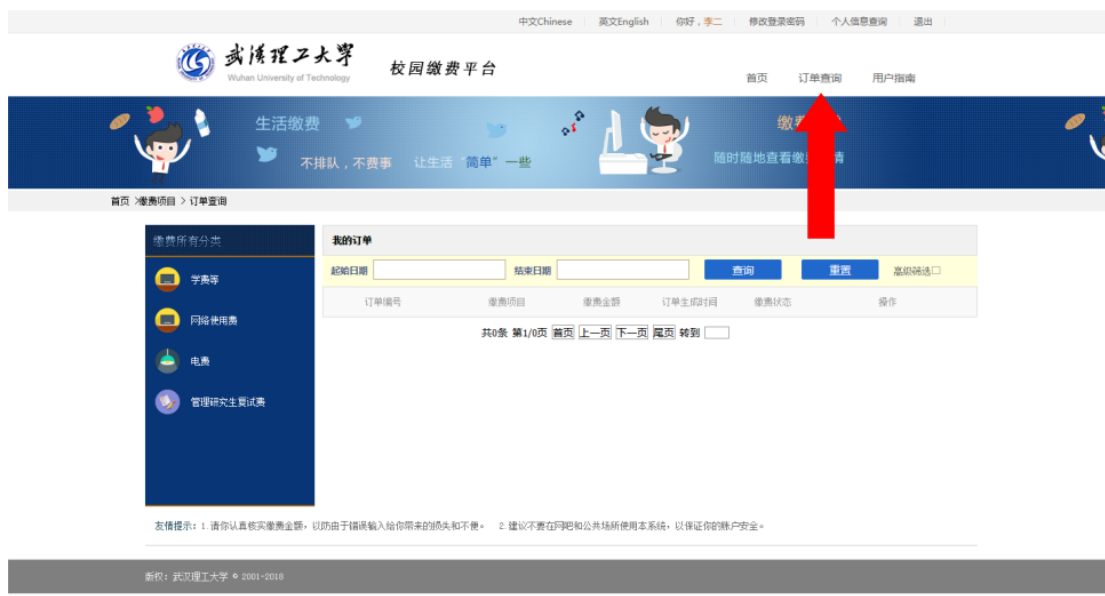 中文Chinese 英文English 你好，李二 修改登录密码 个人信息查询 退出
武汉理工大学
Wuhan University of Technology
校园缴费平台
首页 订单查询 用户指南
生活缴费
不排队，不费事 让生活“简单”一些
随时随地查看缴
首页 >缴费项目 > 订单查询
缴费所有分类
学费等
网络使用费
电费
管理研究生复试费
我的订单
起始日期 结束日期 查询 重置 高级筛选
订单编号 缴费项目 缴费金额 订单生成时间 缴费状态 操作
共0条 第1/0页 首页 上一页 下一页 尾页 转到
友情提示：1.请你认真核实缴费金额，以防由于错误输入给你带来的损失和不便。 2.建议不要在网吧和公共场所使用本系统，以保证你的账户安全。
版权：武汉理工大学 © 2001-2018